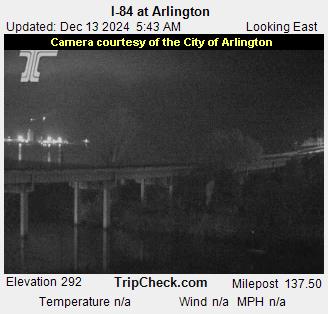 I-84 at Arlington
Updated: Dec 13 2024 5:43 AM Looking East
Camera courtesy of the City of Arlington
Elevation 292 TripCheck.com Milepost 137.50
Temperature n/a Wind n/a MPH n/a